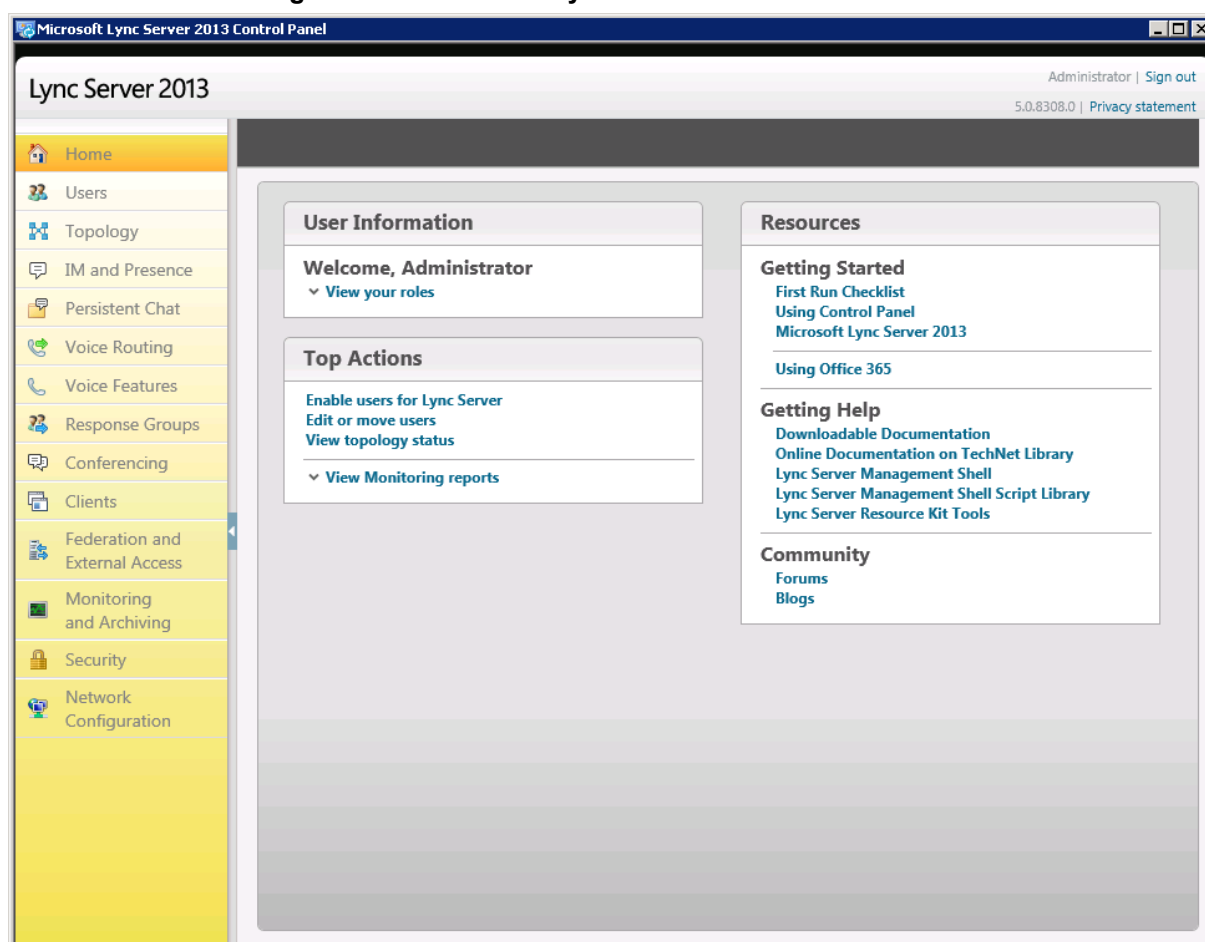 Microsoft Lync Server 2013 Control Panel
Lync Server 2013
Administrator | Sign out
5.0.8308.0 | Privacy statement
Home
Users
Topology
IM and Presence
Persistent Chat
Voice Routing
Voice Features
Response Groups
Conferencing
Clients
Federation and
External Access
Monitoring
and Archiving
Security
Network
Configuration
User Information
Welcome, Administrator
View your roles
Top Actions
Enable users for Lync Server
Edit or move users
View topology status
View Monitoring reports
Resources
Getting Started
First Run Checklist
Using Control Panel
Microsoft Lync Server 2013
Using Office 365
Getting Help
Downloadable Documentation
Online Documentation on TechNet Library
Lync Server Management Shell
Lync Server Management Shell Script Library
Lync Server Resource Kit Tools
Community
Forums
Blogs